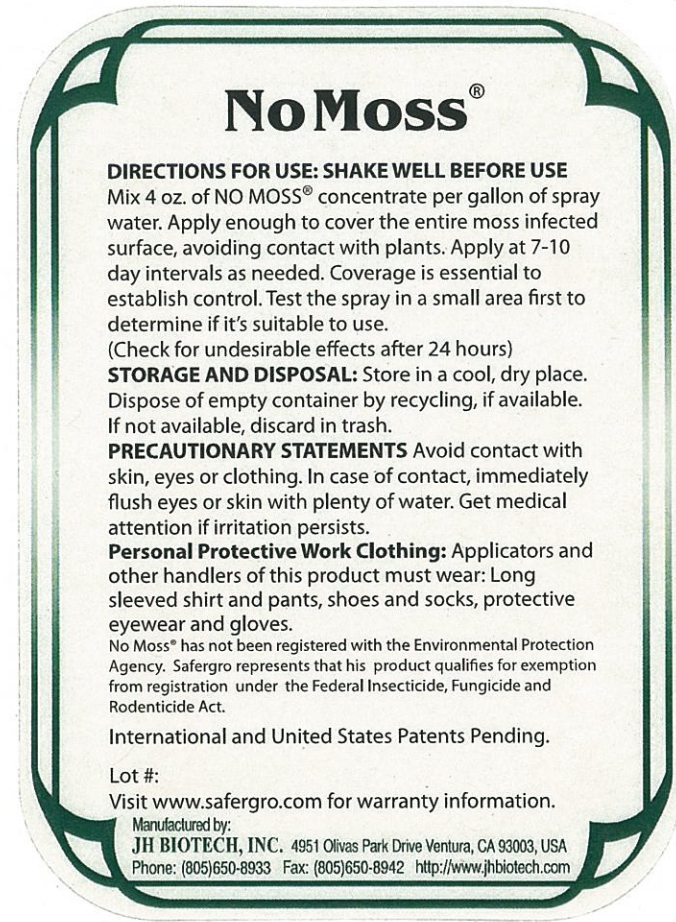 No Moss®
DIRECTIONS FOR USE: SHAKE WELL BEFORE USE
Mix 4 oz. of NO MOSS® concentrate per gallon of spray
water. Apply enough to cover the entire moss infected
surface, avoiding contact with plants. Apply at 7-10
day intervals as needed. Coverage is essential to
establish control. Test the spray in a small area first to
determine if it's suitable to use.
(Check for undesirable effects after 24 hours)
STORAGE AND DISPOSAL: Store in a cool, dry place.
Dispose of empty container by recycling, if available.
If not available, discard in trash.
PRECAUTIONARY STATEMENTS Avoid contact with
skin, eyes or clothing. In case of contact, immediately
flush eyes or skin with plenty of water. Get medical
attention if irritation persists.
Personal Protective Work Clothing: Applicators and
other handlers of this product must wear: Long
sleeved shirt and pants, shoes and socks, protective
eyewear and gloves.
No Moss® has not been registered with the Environmental Protection
Agency. Safergro represents that his product qualifies for exemption
from registration under the Federal Insecticide, Fungicide and
Rodenticide Act.
International and United States Patents Pending.
Lot #:
Visit www.safergro.com for warranty information.
Manufactured by:
JH BIOTECH, INC. 4951 Olivas Park Drive Ventura, CA 93003, USA
Phone: (805)650-8933 Fax: (805)650-8942 http://www.jhbiotech.com